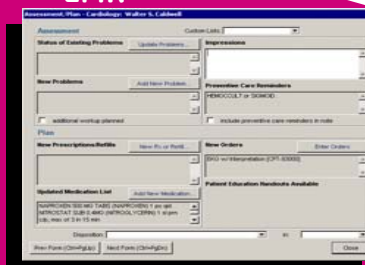 Assessment/Plan - Cardiology: Walter S. Caldwell
Assessment
Custom Lists:
Status of Existing Problems
Update Problems...
Impressions
New Problems
Add New Problem...
Preventive Care Reminders
HEMOCCULT or SIGMOID
additional workup planned
include preventive care reminders in note
Plan
New Prescriptions/Refills
New Rx or Refill...
New Orders
Enter Orders
EKG w/ Interpretation [CPT-93000]
Updated Medication List
Add New Medication...
Patient Education Handouts Available
NAPROXEN 500 MG TABS (NAPROXEN) 1 po qid
NITROSTAT SUB 0.4MG (NITROGLYCERIN) 1 sl prn
cdp, max of 3 in 15 min
Disposition:
in:
Prev Form (Ctrl+PgUp)
Next Form (Ctrl+PgDn)
Close